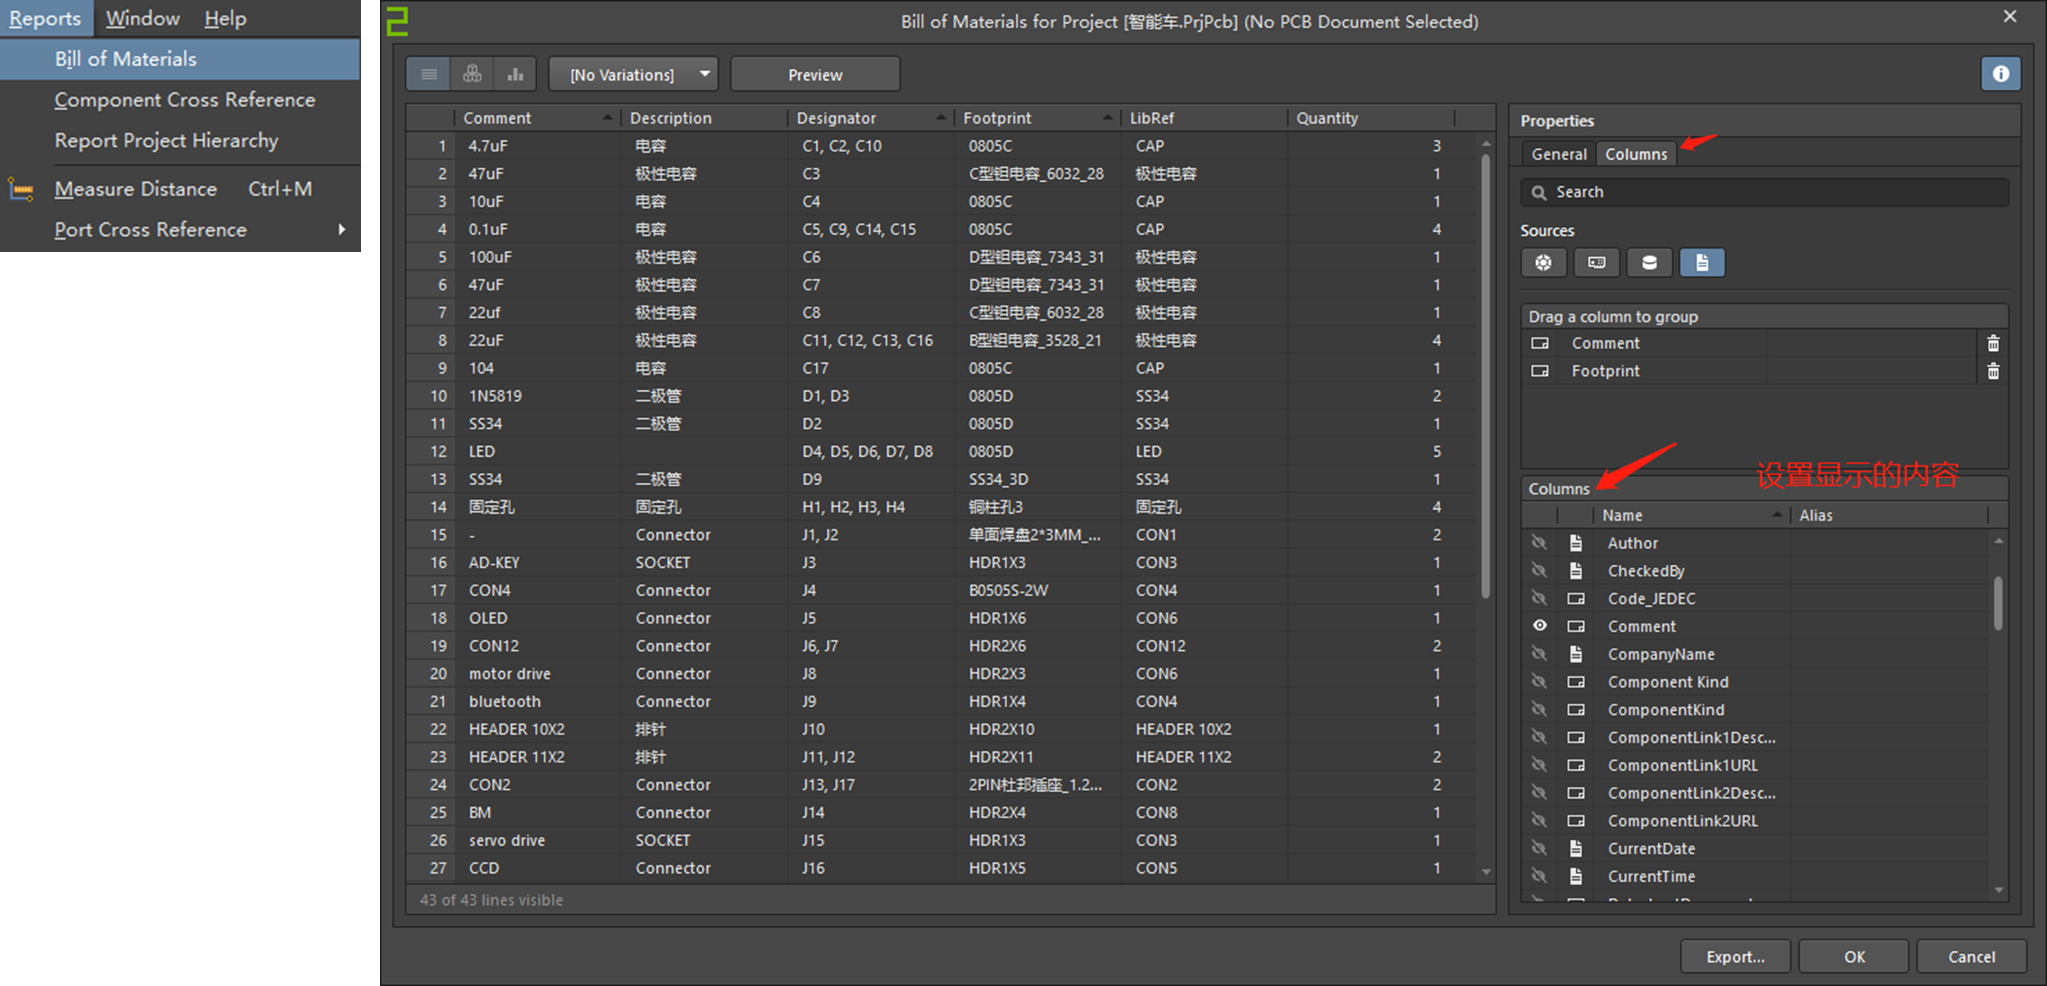 Reports Window Help
Bill of Materials
Component Cross Reference
Report Project Hierarchy
Measure Distance Ctrl+M
Port Cross Reference
Bill of Materials for Project [智能车.PrjPcb] (No PCB Document Selected)
[No Variations] Preview
Comment Description Designator Footprint LibRef Quantity
1 4.7uF 电容 C1, C2, C10 0805C CAP 3
2 47uF 极性电容 C3 C型钽电容_6032_28 极性电容 1
3 10uF 电容 C4 0805C CAP 1
4 0.1uF 电容 C5, C9, C14, C15 0805C CAP 4
5 100uF 极性电容 C6 D型钽电容_7343_31 极性电容 1
6 47uF 极性电容 C7 D型钽电容_7343_31 极性电容 1
7 22uf 极性电容 C8 C型钽电容_6032_28 极性电容 1
8 22uF 极性电容 C11, C12, C13, C16 B型钽电容_3528_21 极性电容 4
9 104 电容 C17 0805C CAP 1
10 1N5819 二极管 D1, D3 0805D SS34 2
11 SS34 二极管 D2 0805D SS34 1
12 LED D4, D5, D6, D7, D8 0805D LED 5
13 SS34 二极管 D9 SS34_3D SS34 1
14 固定孔 固定孔 H1, H2, H3, H4 铜柱孔3 固定孔 4
15 - Connector J1, J2 单面焊盘2*3MM_... CON1 2
16 AD-KEY SOCKET J3 HDR1X3 CON3 1
17 CON4 Connector J4 B0505S-2W CON4 1
18 OLED Connector J5 HDR1X6 CON6 1
19 CON12 Connector J6, J7 HDR2X6 CON12 2
20 motor drive Connector J8 HDR2X3 CON6 1
21 bluetooth Connector J9 HDR1X4 CON4 1
22 HEADER 10X2 排针 J10 HDR2X10 HEADER 10X2 1
23 HEADER 11X2 排针 J11, J12 HDR2X11 HEADER 11X2 2
24 CON2 Connector J13, J17 2PIN杜邦插座_1.2... CON2 2
25 BM Connector J14 HDR2X4 CON8 1
26 servo drive SOCKET J15 HDR1X3 CON3 1
27 CCD Connector J16 HDR1X5 CON5 1
43 of 43 lines visible
Properties
General Columns
Search
Sources
Drag a column to group
Comment
Footprint
设置显示的内容
Columns
Name Alias
Author
CheckedBy
Code_JEDEC
Comment
CompanyName
Component Kind
ComponentKind
ComponentLink1Desc...
ComponentLink1URL
ComponentLink2Desc...
ComponentLink2URL
CurrentDate
CurrentTime
Export... OK Cancel